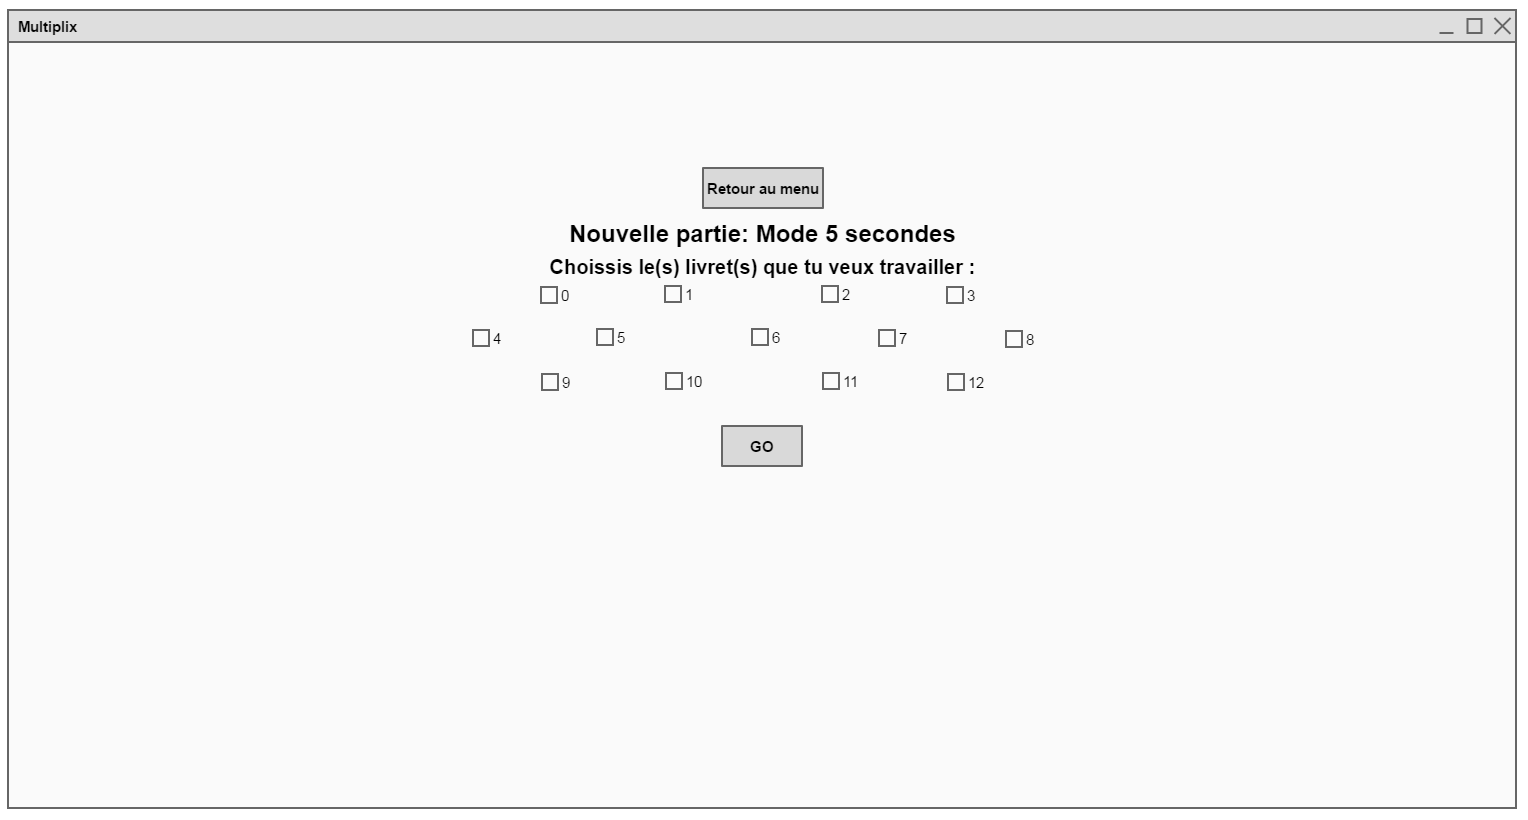 Multiplix
Retour au menu
Nouvelle partie: Mode 5 secondes
Choissis le(s) livret(s) que tu veux travailler :
0 1 2 3
4 5 6 7 8
9 10 11 12
GO